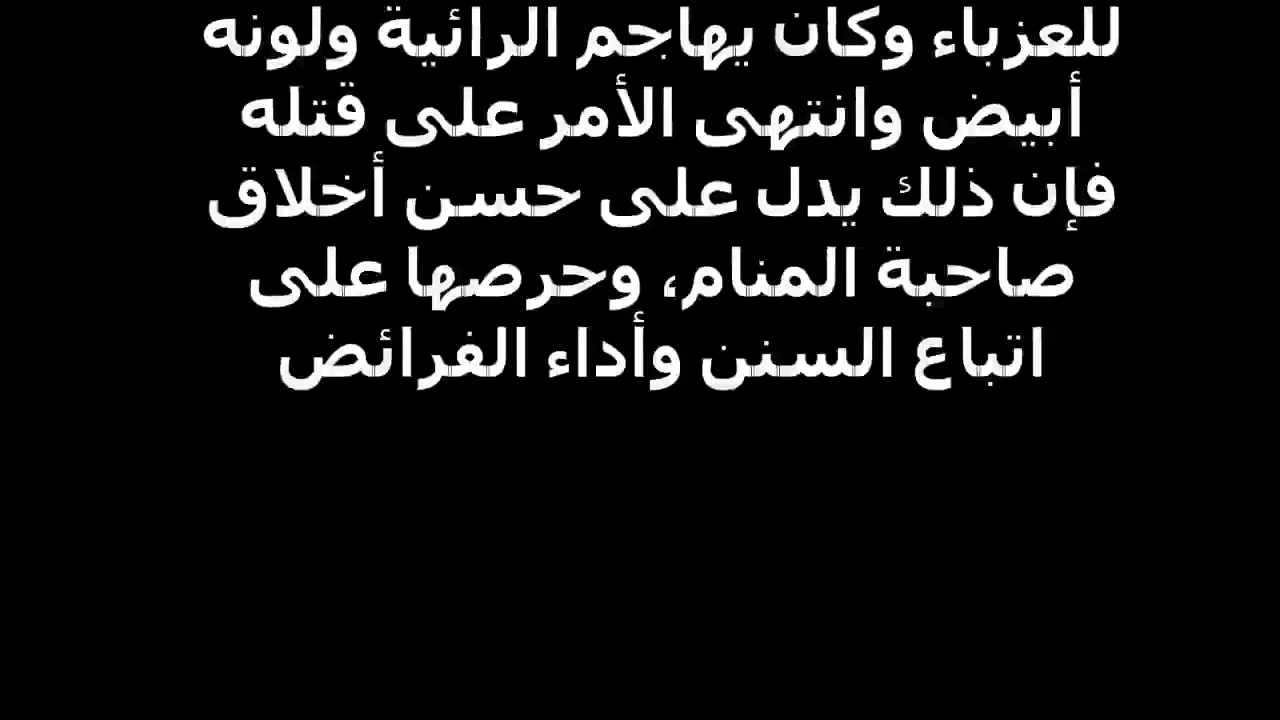 للعزباء وكان يهاجم الرائية ولونه
أبيض وانتهى الأمر على قتله
فإن ذلك يدل على حسن أخلاق
صاحبة المنام، وحرصها على
اتباع السنن وأداء الفرائض